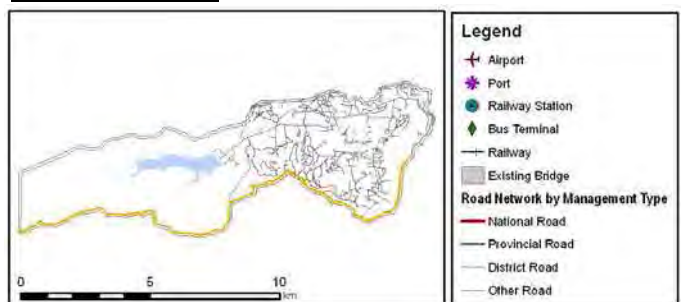 0 5 10
km
Legend
Airport
Port
Railway Station
Bus Terminal
Railway
Existing Bridge
Road Network by Management Type
National Road
Provincial Road
District Road
Other Road